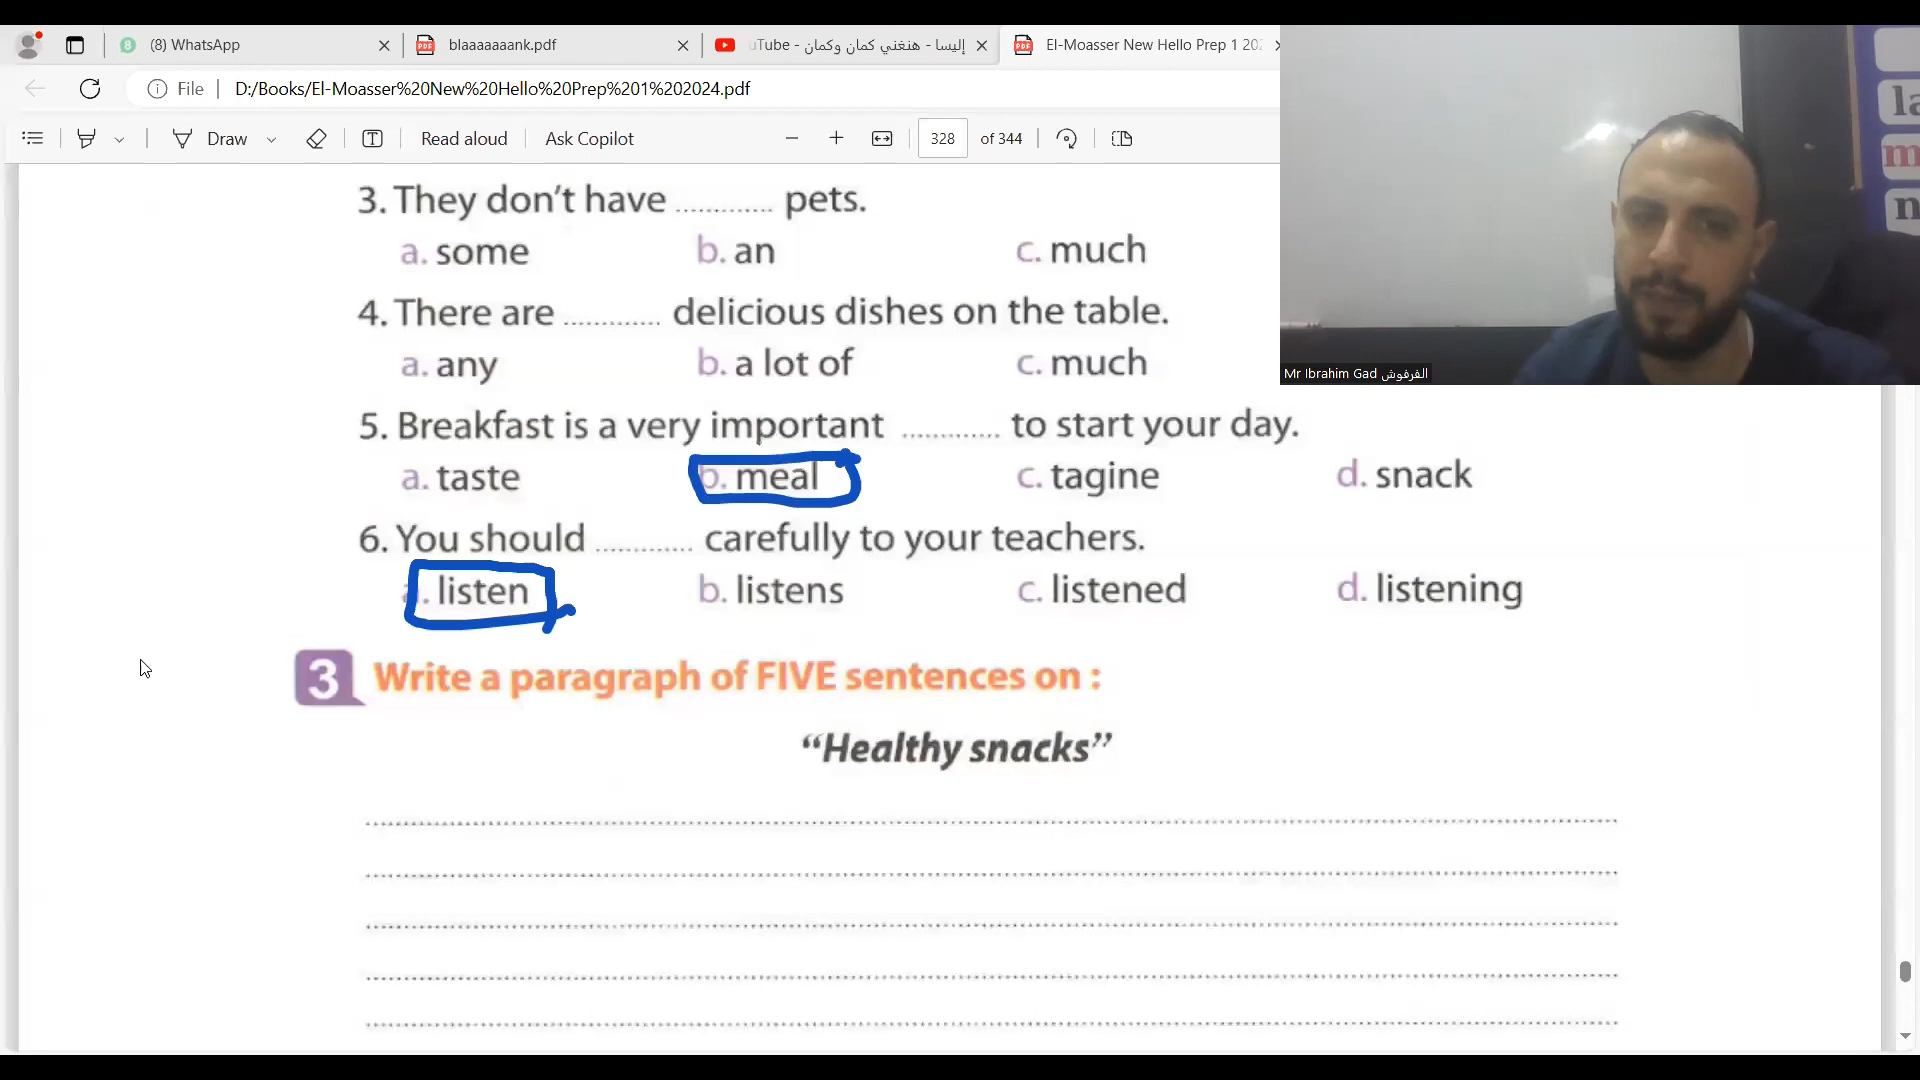 (8) WhatsApp
blaaaaaaank.pdf
إليسا - هنغني كمان وكمان - uTube
El-Moasser New Hello Prep 1 202
File
D:/Books/El-Moasser%20New%20Hello%20Prep%201%202024.pdf
Draw
Read aloud
Ask Copilot
328 of 344
3. They don't have ............ pets.
a. some b. an c. much
4. There are ............ delicious dishes on the table.
a. any b. a lot of c. much
Mr Ibrahim Gad الفرفوش
5. Breakfast is a very important ............ to start your day.
a. taste b. meal c. tagine d. snack
6. You should ............ carefully to your teachers.
a. listen b. listens c. listened d. listening
3 Write a paragraph of FIVE sentences on :
“Healthy snacks”